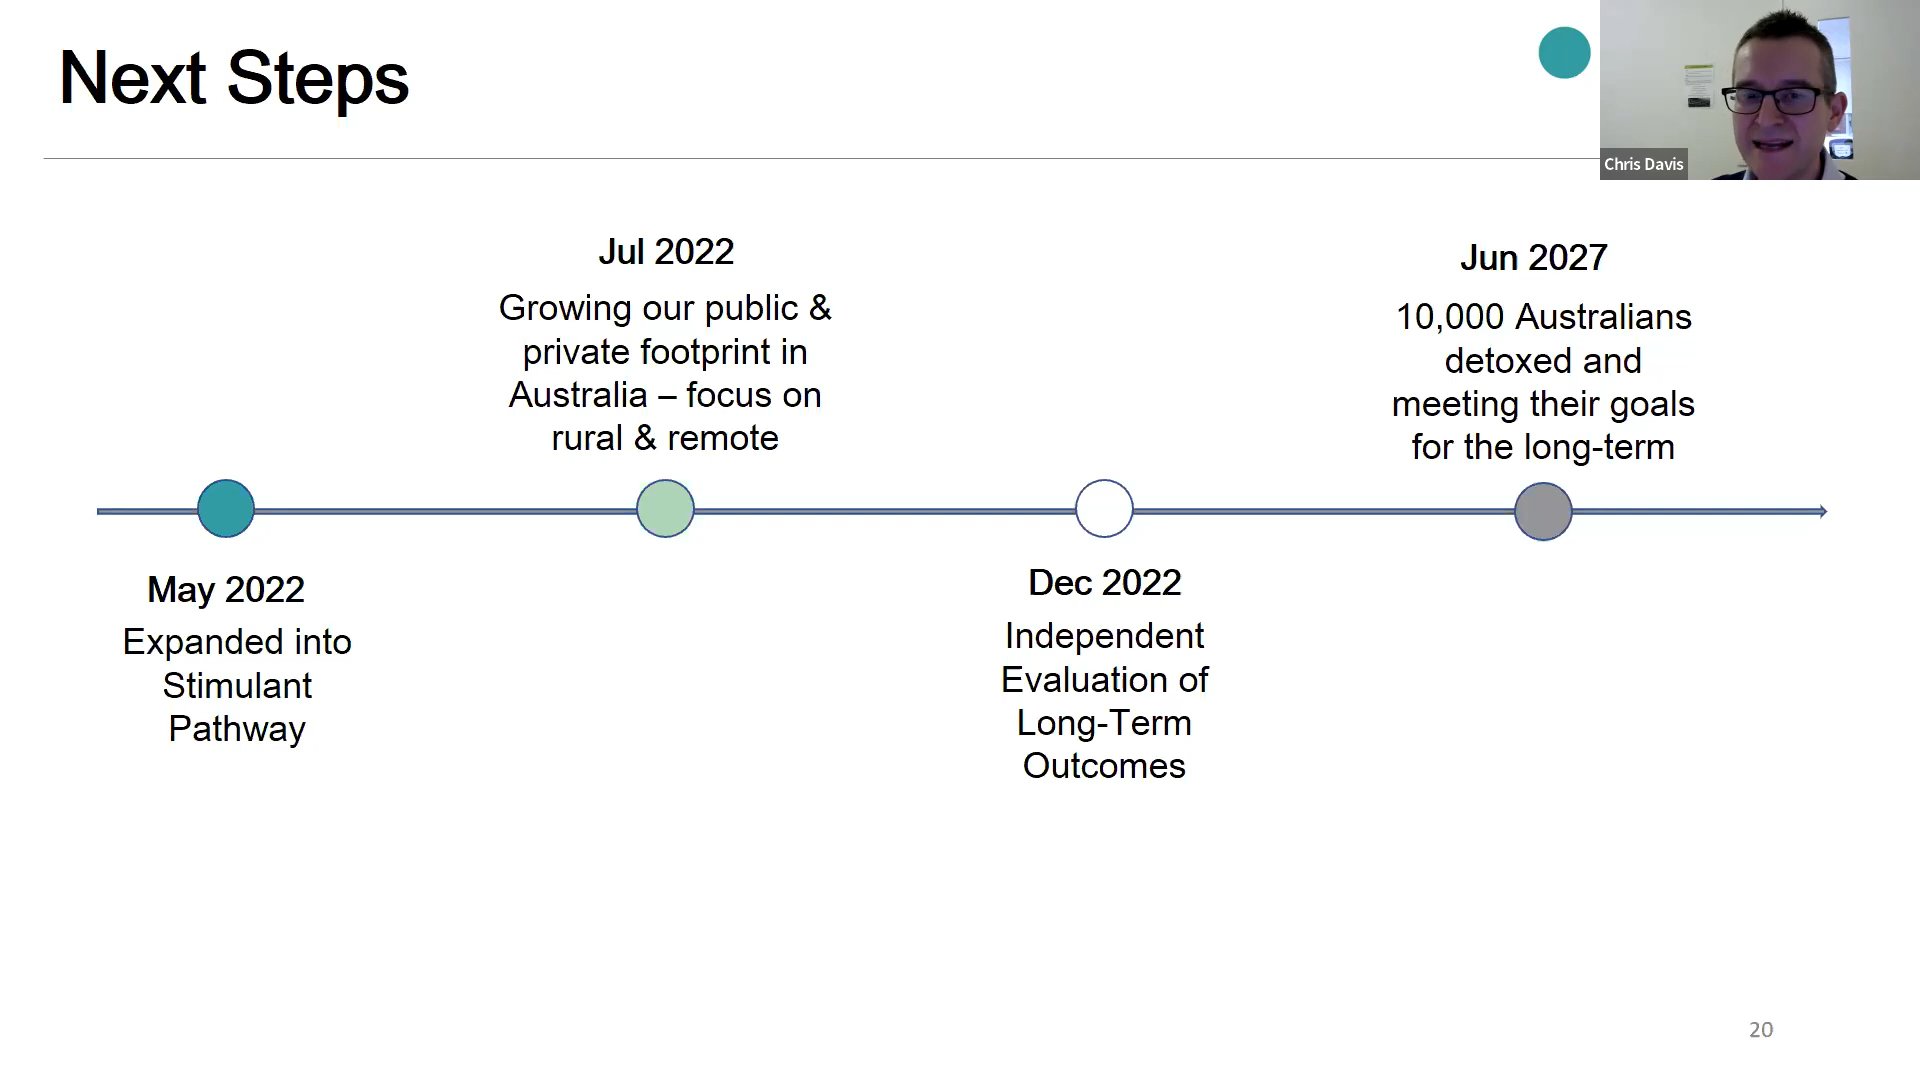 Next Steps
Chris Davis
Jul 2022
Growing our public &
private footprint in
Australia – focus on
rural & remote
Jun 2027
10,000 Australians
detoxed and
meeting their goals
for the long-term
May 2022
Expanded into
Stimulant
Pathway
Dec 2022
Independent
Evaluation of
Long-Term
Outcomes
20